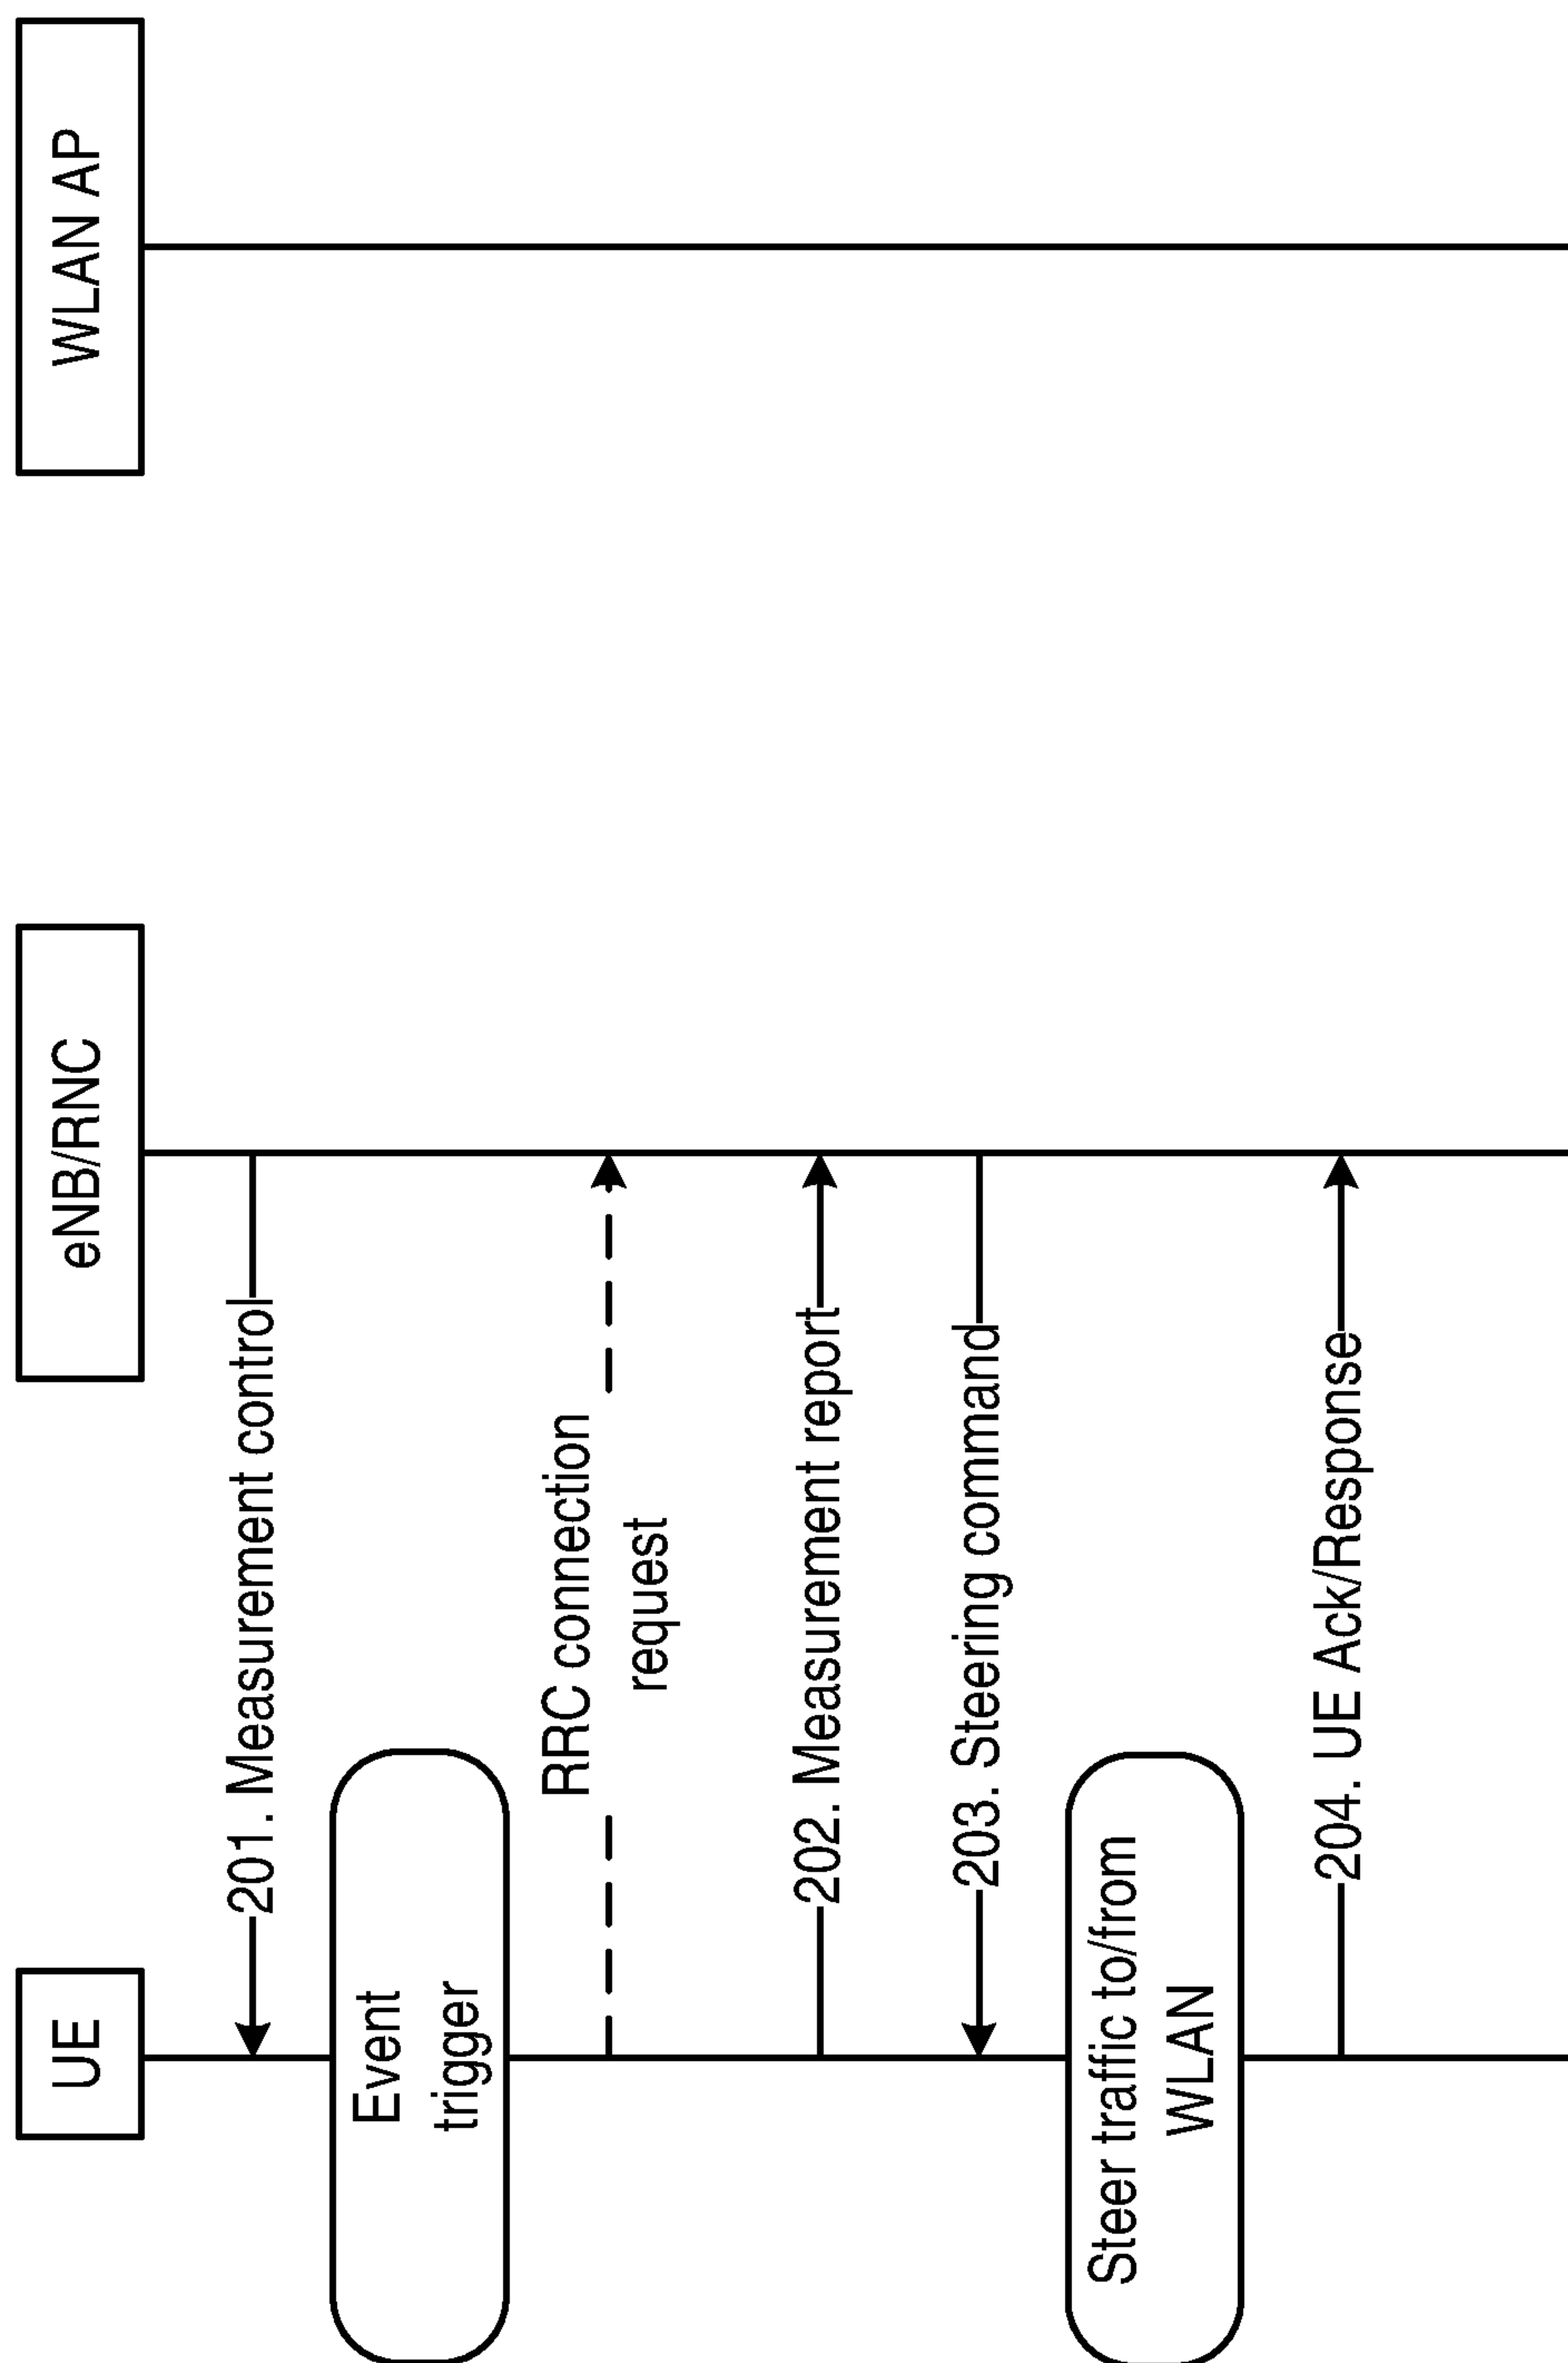 UE
eNB/RNC
WLAN AP
201. Measurement control
Event
trigger
RRC connection
request
202. Measurement report
203. Steering command
Steer traffic to/from
WLAN
204. UE Ack/Response